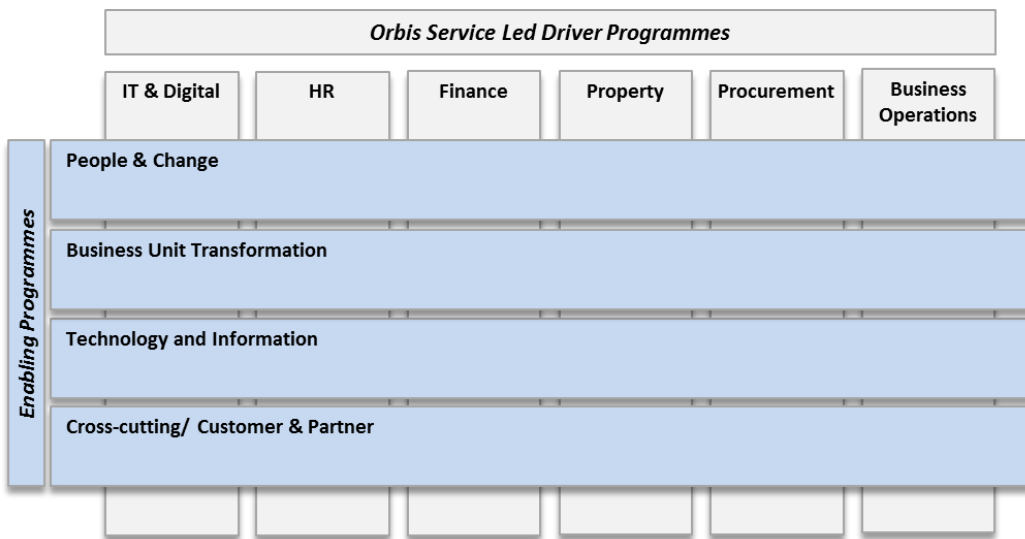 Orbis Service Led Driver Programmes
IT & Digital
HR
Finance
Property
Procurement
Business
Operations
Enabling Programmes
People & Change
Business Unit Transformation
Technology and Information
Cross-cutting/ Customer & Partner